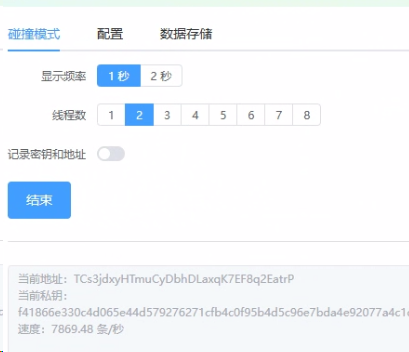 碰撞模式 配置 数据存储
显示频率 1 秒 2 秒
线程数 1 2 3 4 5 6 7 8
记录密钥和地址
结束
当前地址：TCs3jdxyHTmuCyDbhDLaxqK7EF8q2EatrP
当前私钥：
f41866e330c4d065e44d579276271cfb4c0f95b4d5c96e7bda4e92077a4c1
速度：7869.48 条/秒